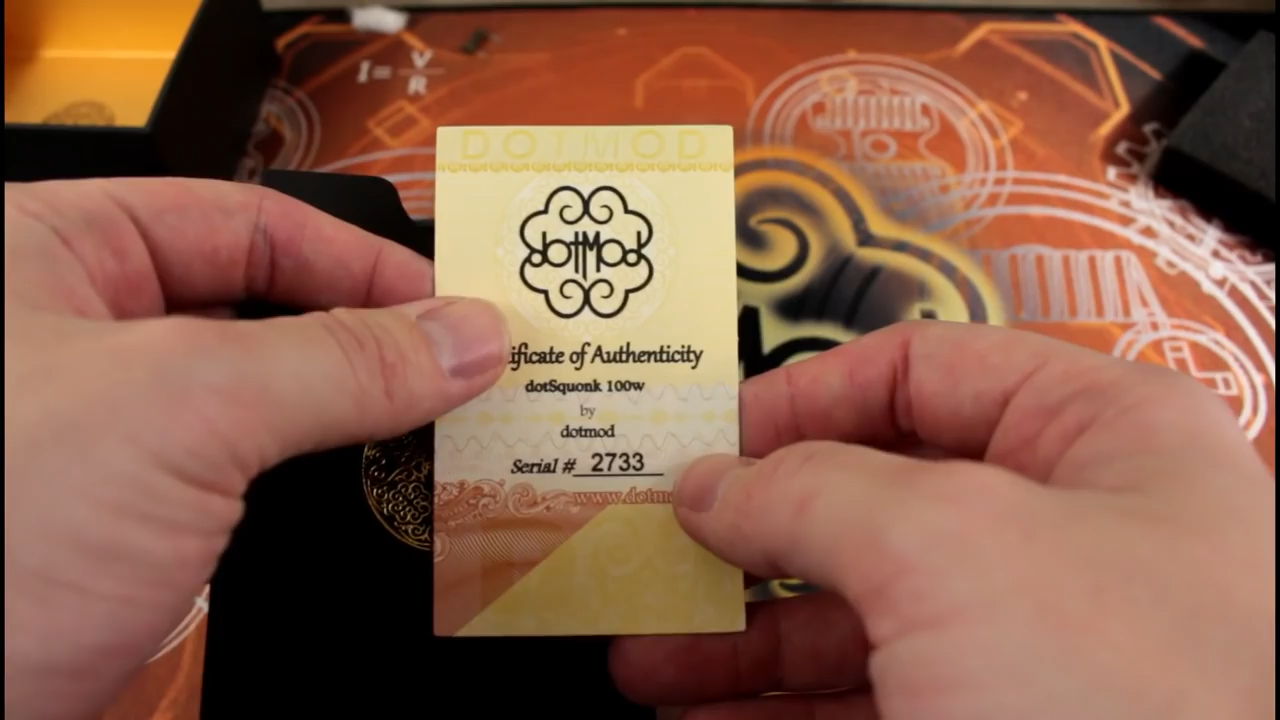 I = V
R
DOTMOD
dotMod
ificate of Authenticity
dotSquonk 100w
by
dotmod
Serial # 2733
www.dotmo